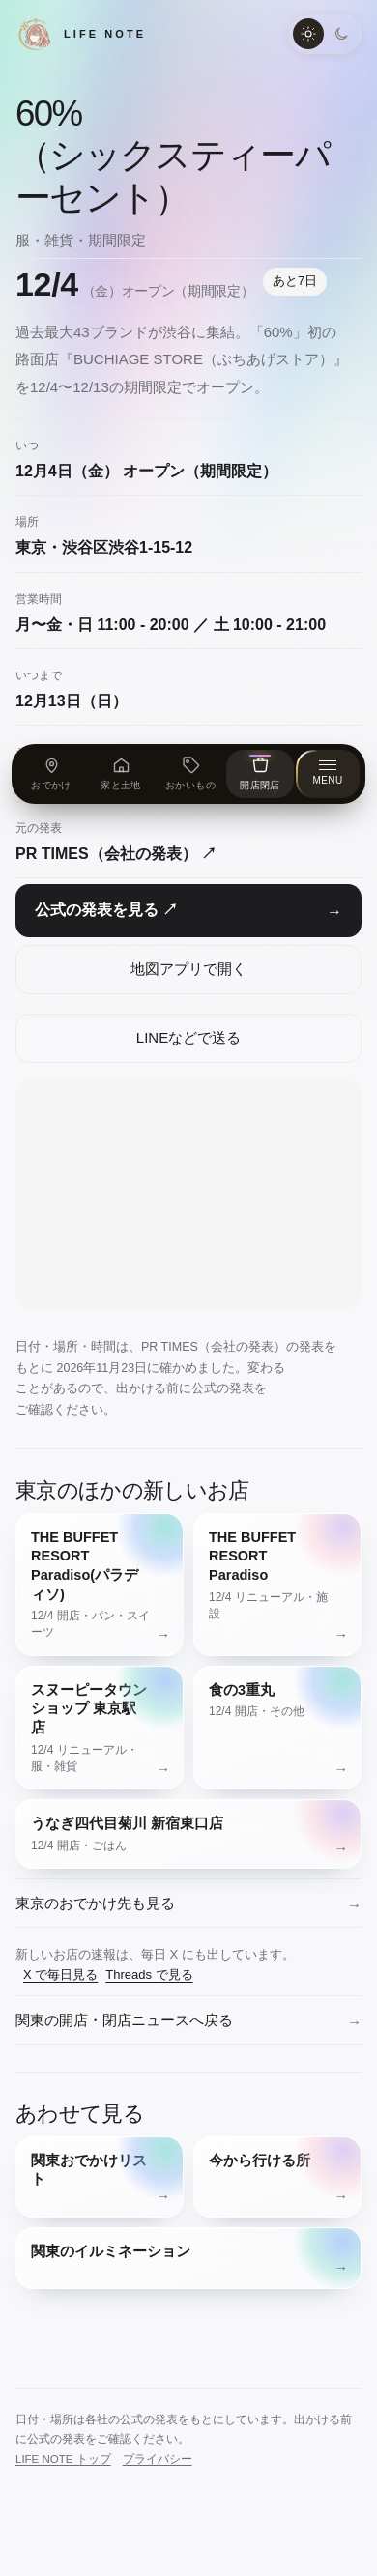 LIFE NOTE
60%
（シックスティーパ
ーセント）
服・雑貨・期間限定
12/4（金）オープン（期間限定） あと7日
過去最大43ブランドが渋谷に集結。「60%」初の
路面店『BUCHIAGE STORE（ぶちあげストア）』
を12/4〜12/13の期間限定でオープン。
いつ
12月4日（金） オープン（期間限定）
場所
東京・渋谷区渋谷1-15-12
営業時間
月〜金・日 11:00 - 20:00 ／ 土 10:00 - 21:00
いつまで
12月13日（日）
おでかけ 家と土地 おかいもの 開店閉店 MENU
元の発表
PR TIMES（会社の発表） ↗
公式の発表を見る ↗ →
地図アプリで開く
LINEなどで送る
日付・場所・時間は、PR TIMES（会社の発表）の発表を
もとに 2026年11月23日に確かめました。変わる
ことがあるので、出かける前に公式の発表を
ご確認ください。
東京のほかの新しいお店
THE BUFFET
RESORT
Paradiso(パラデ
ィソ)
12/4 開店・パン・スイ
ーツ
→
THE BUFFET
RESORT
Paradiso
12/4 リニューアル・施
設
→
スヌーピータウン
ショップ 東京駅
店
12/4 リニューアル・
服・雑貨
→
食の3重丸
12/4 開店・その他
→
うなぎ四代目菊川 新宿東口店
12/4 開店・ごはん
→
東京のおでかけ先も見る →
新しいお店の速報は、毎日 X にも出しています。
X で毎日見る Threads で見る
関東の開店・閉店ニュースへ戻る →
あわせて見る
関東おでかけリス
ト
→
今から行ける所
→
関東のイルミネーション
→
日付・場所は各社の公式の発表をもとにしています。出かける前
に公式の発表をご確認ください。
LIFE NOTE トップ プライバシー